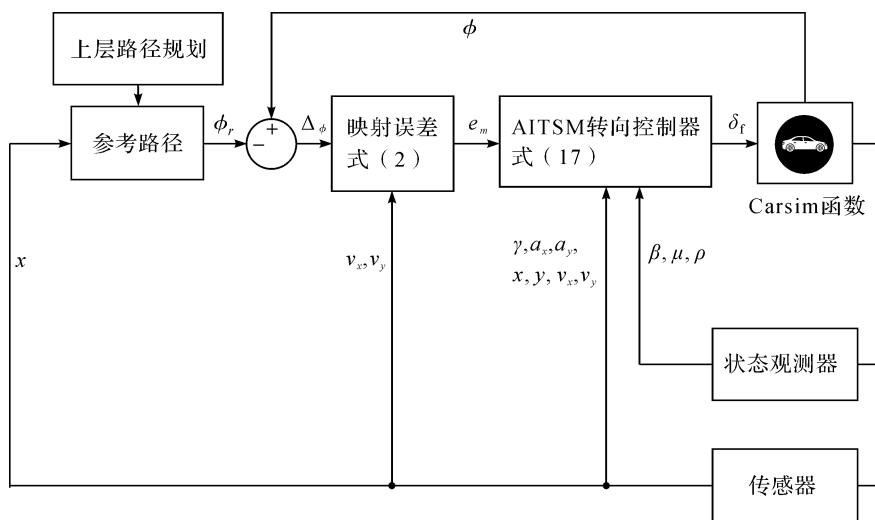 上层路径规划
ϕ
参考路径
ϕr
+
−
Δϕ
映射误差
式（2）
em
AITSM转向控制器
式（17）
δf
Carsim函数
x
vx,vy
γ,ax,ay,
x, y, vx,vy
β, μ, ρ
状态观测器
传感器